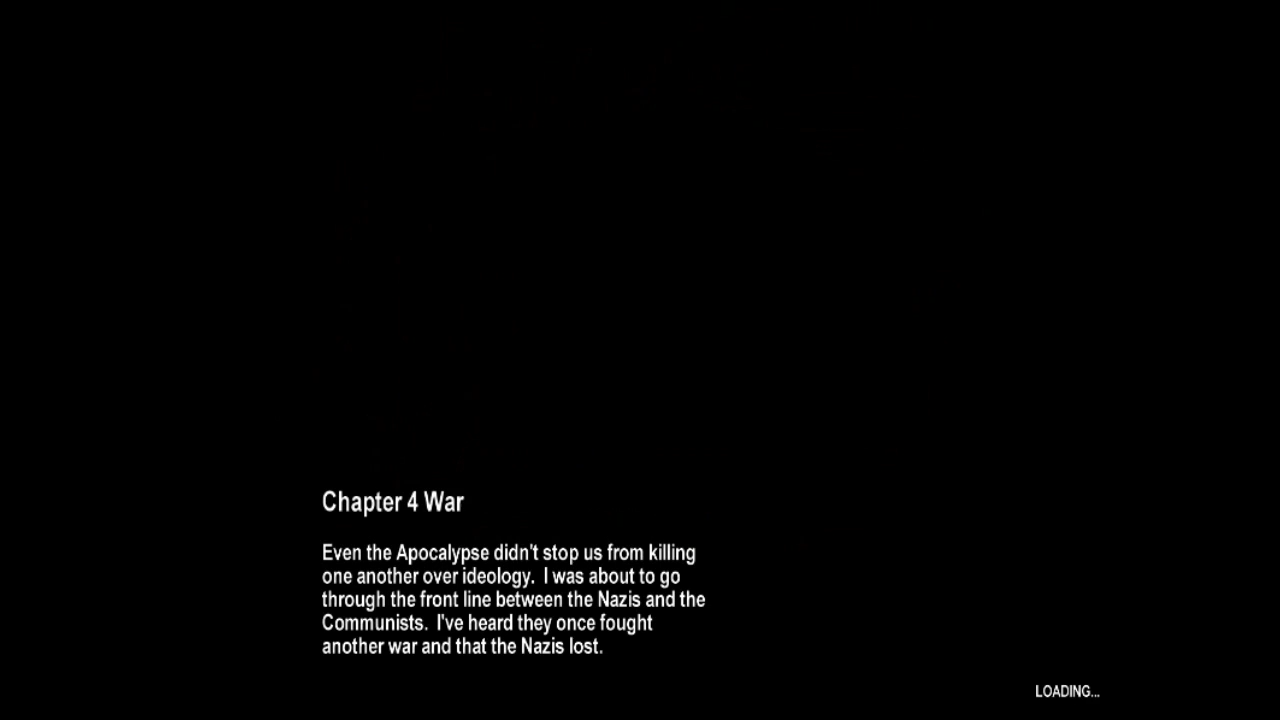 Chapter 4 War
Even the Apocalypse didn't stop us from killing
one another over ideology.  I was about to go
through the front line between the Nazis and the
Communists.  I've heard they once fought
another war and that the Nazis lost.
LOADING...